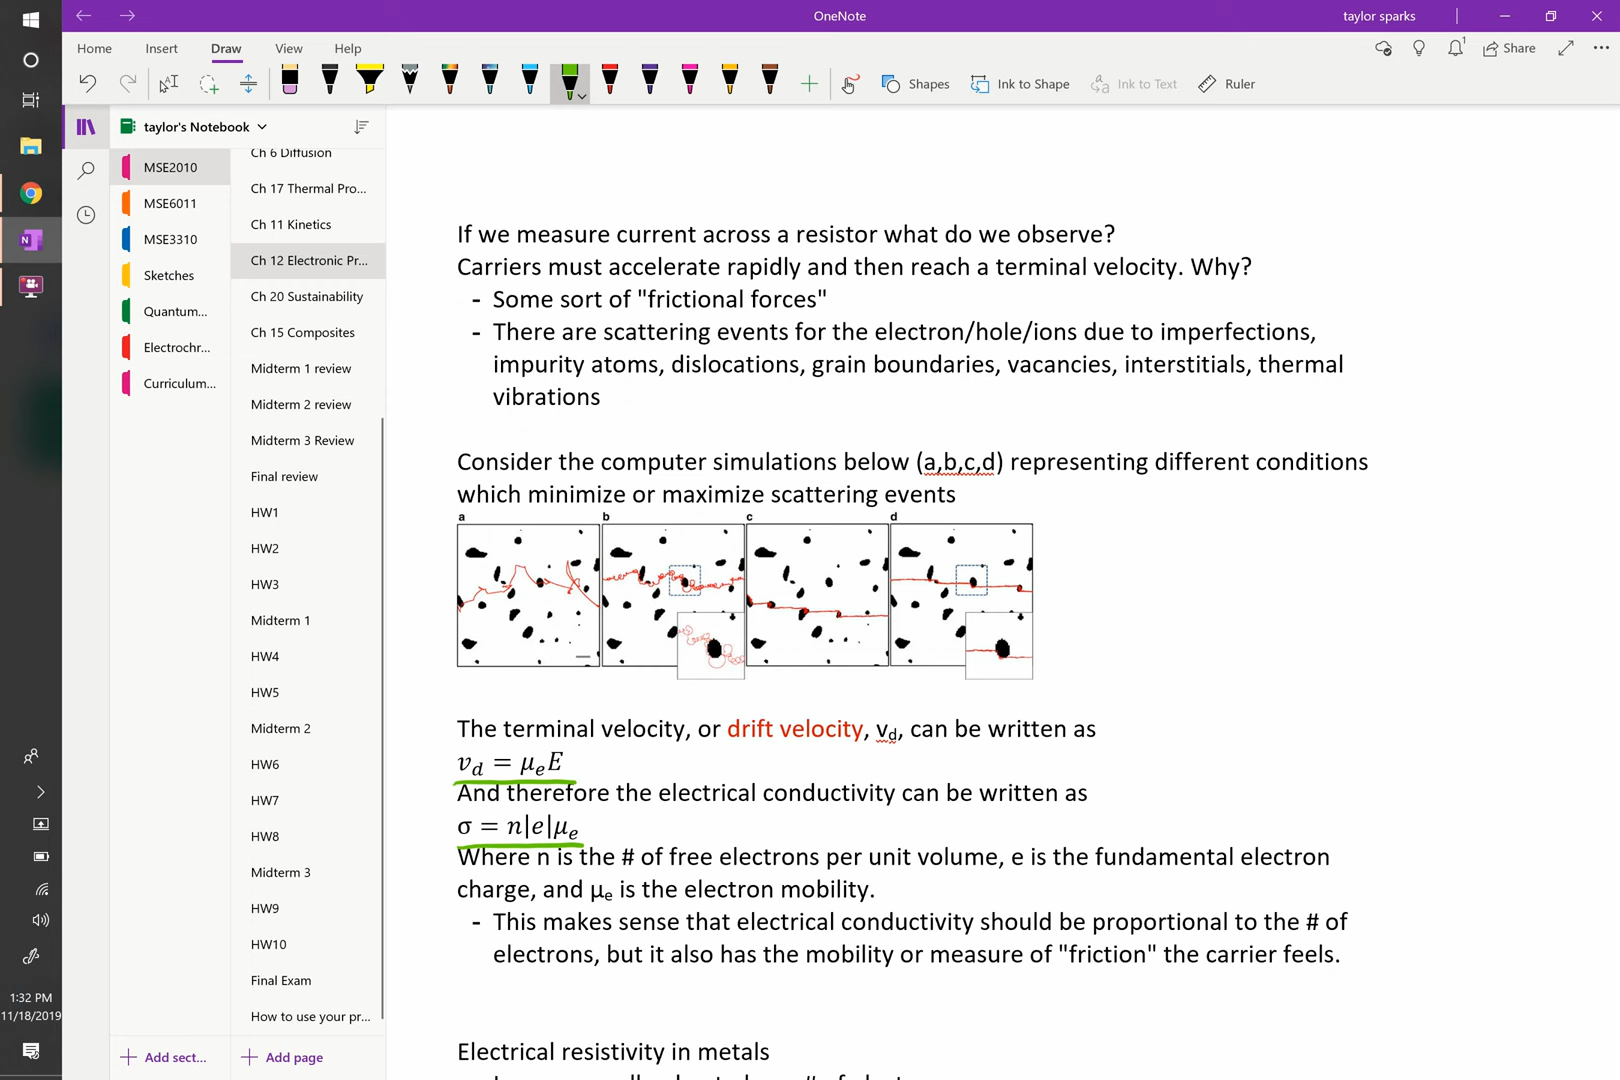 OneNote
taylor sparks
Home
Insert
Draw
View
Help
1
Share
Shapes
Ink to Shape
Ink to Text
Ruler
taylor's Notebook
MSE2010
MSE6011
MSE3310
Sketches
Quantum...
Electrochr...
Curriculum...
Add sect...
Ch 6 Diffusion
Ch 17 Thermal Pro...
Ch 11 Kinetics
Ch 12 Electronic Pr...
Ch 20 Sustainability
Ch 15 Composites
Midterm 1 review
Midterm 2 review
Midterm 3 Review
Final review
HW1
HW2
HW3
Midterm 1
HW4
HW5
Midterm 2
HW6
HW7
HW8
Midterm 3
HW9
HW10
Final Exam
How to use your pr...
Add page
If we measure current across a resistor what do we observe?
Carriers must accelerate rapidly and then reach a terminal velocity. Why?
- Some sort of "frictional forces"
- There are scattering events for the electron/hole/ions due to imperfections,
impurity atoms, dislocations, grain boundaries, vacancies, interstitials, thermal
vibrations
Consider the computer simulations below (a,b,c,d) representing different conditions
which minimize or maximize scattering events
a b c d
The terminal velocity, or drift velocity, v_d, can be written as
v_d = μ_e E
And therefore the electrical conductivity can be written as
σ = n|e|μ_e
Where n is the # of free electrons per unit volume, e is the fundamental electron
charge, and μ_e is the electron mobility.
- This makes sense that electrical conductivity should be proportional to the # of
electrons, but it also has the mobility or measure of "friction" the carrier feels.
Electrical resistivity in metals
1:32 PM
11/18/2019
N